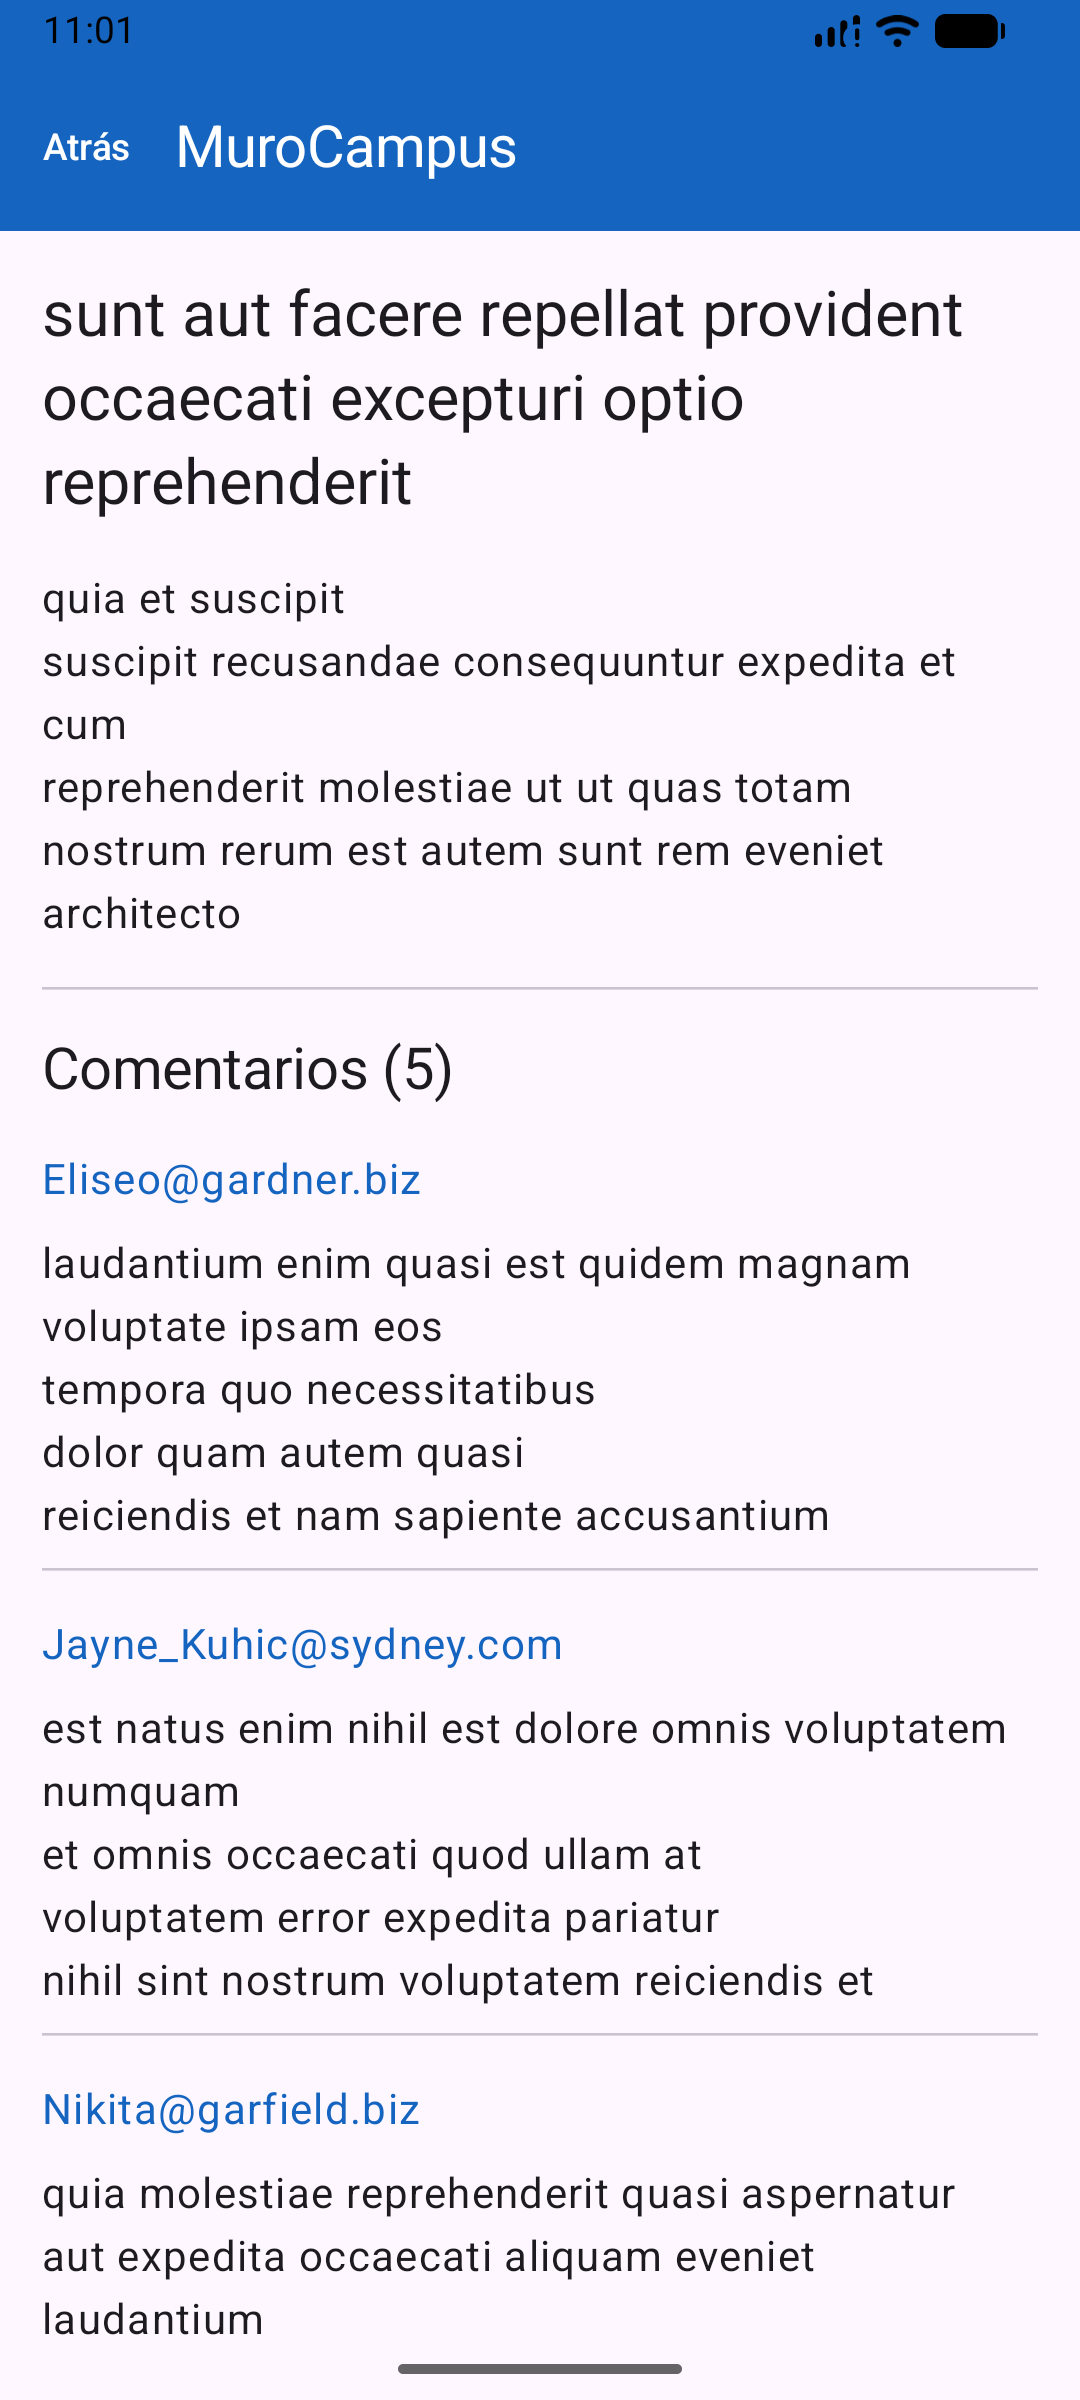 11:01
Atrás MuroCampus
sunt aut facere repellat provident
occaecati excepturi optio
reprehenderit
quia et suscipit
suscipit recusandae consequuntur expedita et
cum
reprehenderit molestiae ut ut quas totam
nostrum rerum est autem sunt rem eveniet
architecto
Comentarios (5)
Eliseo@gardner.biz
laudantium enim quasi est quidem magnam
voluptate ipsam eos
tempora quo necessitatibus
dolor quam autem quasi
reiciendis et nam sapiente accusantium
Jayne_Kuhic@sydney.com
est natus enim nihil est dolore omnis voluptatem
numquam
et omnis occaecati quod ullam at
voluptatem error expedita pariatur
nihil sint nostrum voluptatem reiciendis et
Nikita@garfield.biz
quia molestiae reprehenderit quasi aspernatur
aut expedita occaecati aliquam eveniet
laudantium